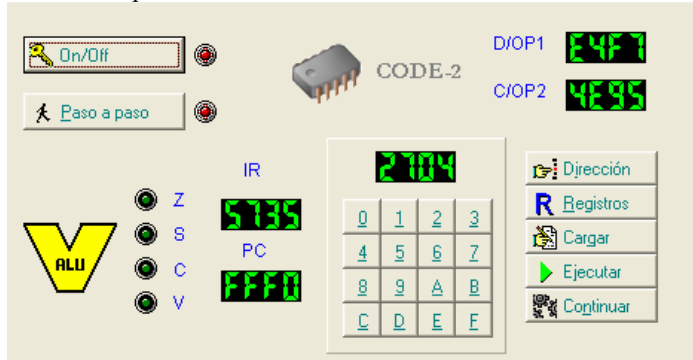 On/Off
Paso a paso
CODE-2
D/OP1 E4F7
C/OP2 4E95
Z
S
C
V
ALU
IR
5735
PC
FFF0
2704
0 1 2 3
4 5 6 7
8 9 A B
C D E F
Dirección
R Registros
Cargar
Ejecutar
Continuar